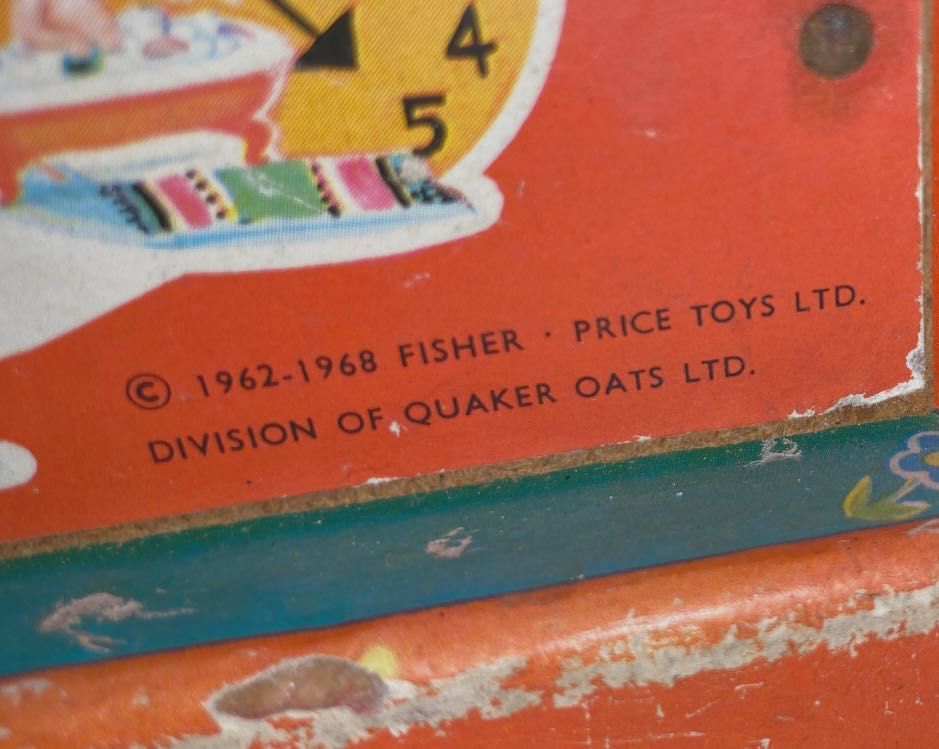 4
5
© 1962-1968 FISHER · PRICE TOYS LTD.
DIVISION OF QUAKER OATS LTD.